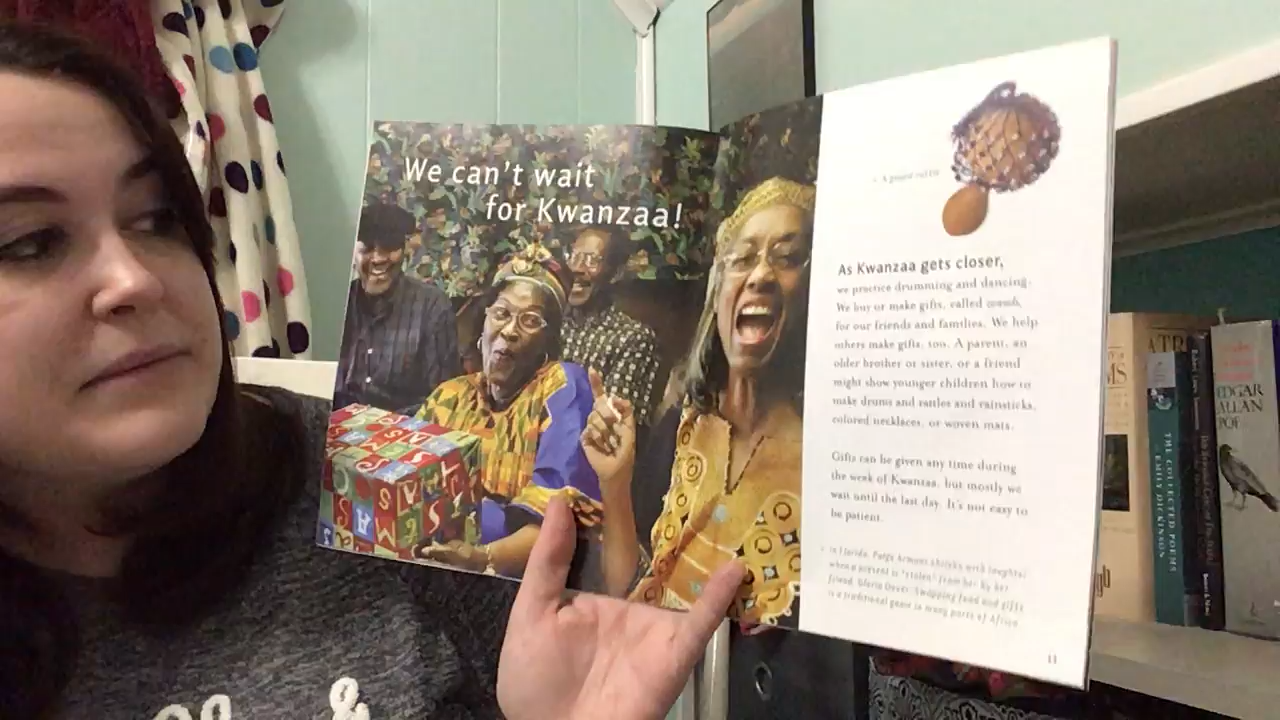 We can't wait
for Kwanzaa!
A gourd rattle
As Kwanzaa gets closer,
we practice drumming and dancing.
We buy or make gifts, called zawadi,
for our friends and families. We help
others make gifts, too. A parent, an
older brother or sister, or a friend
might show younger children how to
make drums and rattles and rainsticks,
colored necklaces, or woven mats.
Gifts can be given any time during
the week of Kwanzaa, but mostly we
wait until the last day. It's not easy to
be patient.
In Florida, Paige Armons shrieks with laughter
when a present is "stolen" from her by her
friend, Gloria Dover. Swapping food and gifts
is a traditional game in many parts of Africa.
11
THE COLLECTED POEMS
OF EMILY DICKINSON
EDGAR
ALLAN
POE